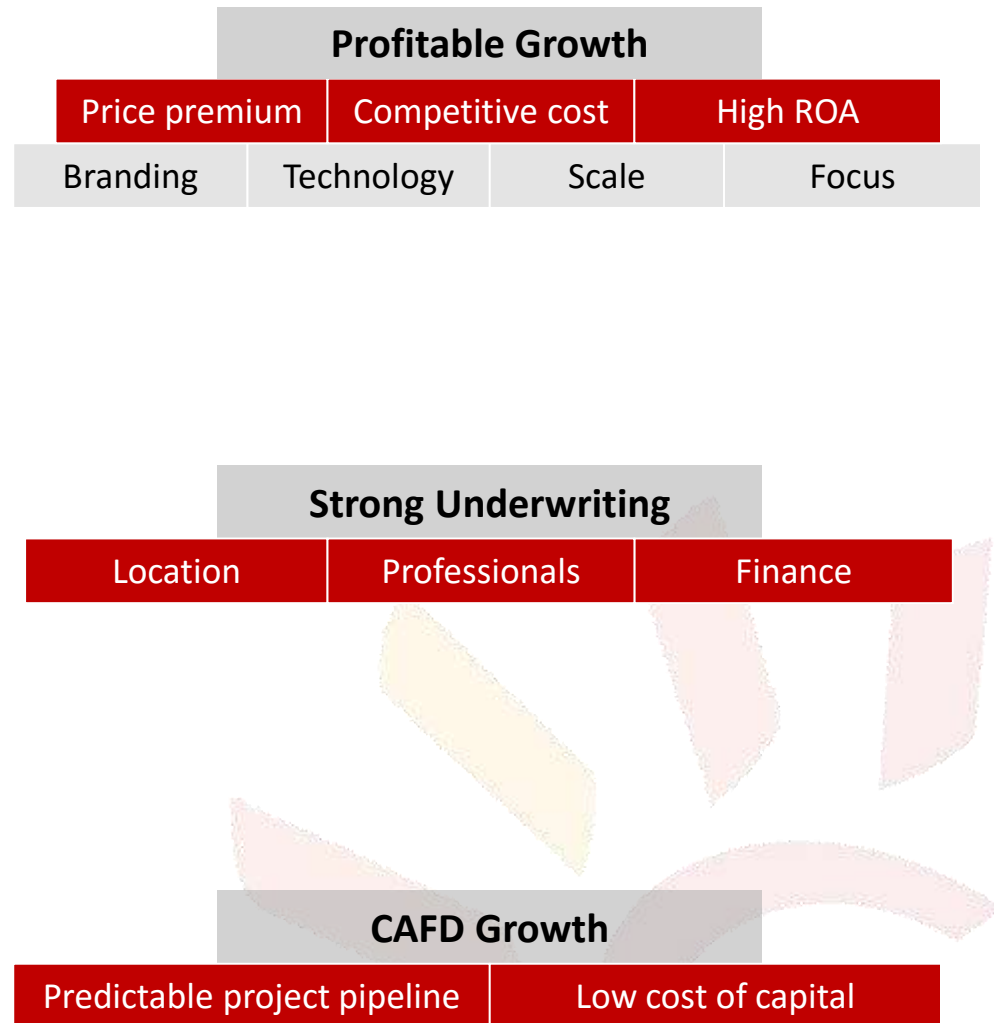 Profitable Growth
Price premium Competitive cost High ROA
Branding Technology Scale Focus
Strong Underwriting
Location Professionals Finance
CAFD Growth
Predictable project pipeline Low cost of capital